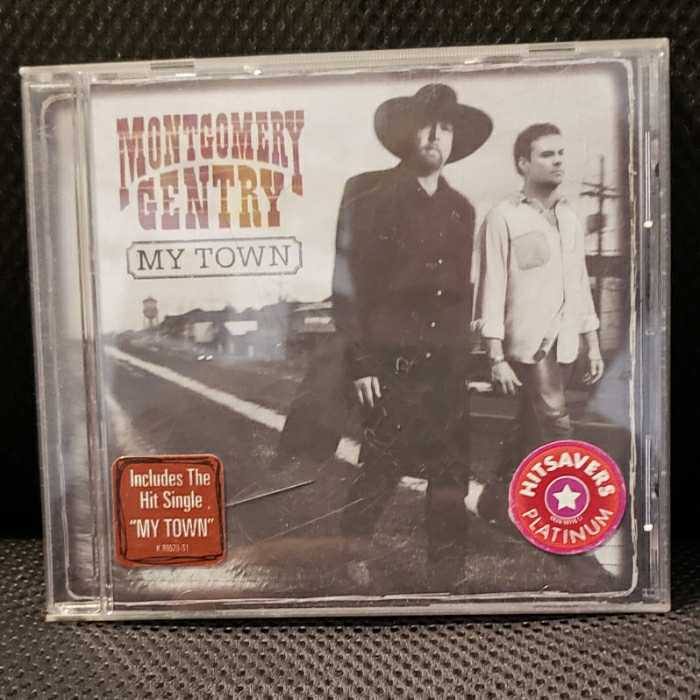 MONTGOMERY
GENTRY
MY TOWN
Includes The
Hit Single
"MY TOWN"
HITSAVERS
PLATINUM